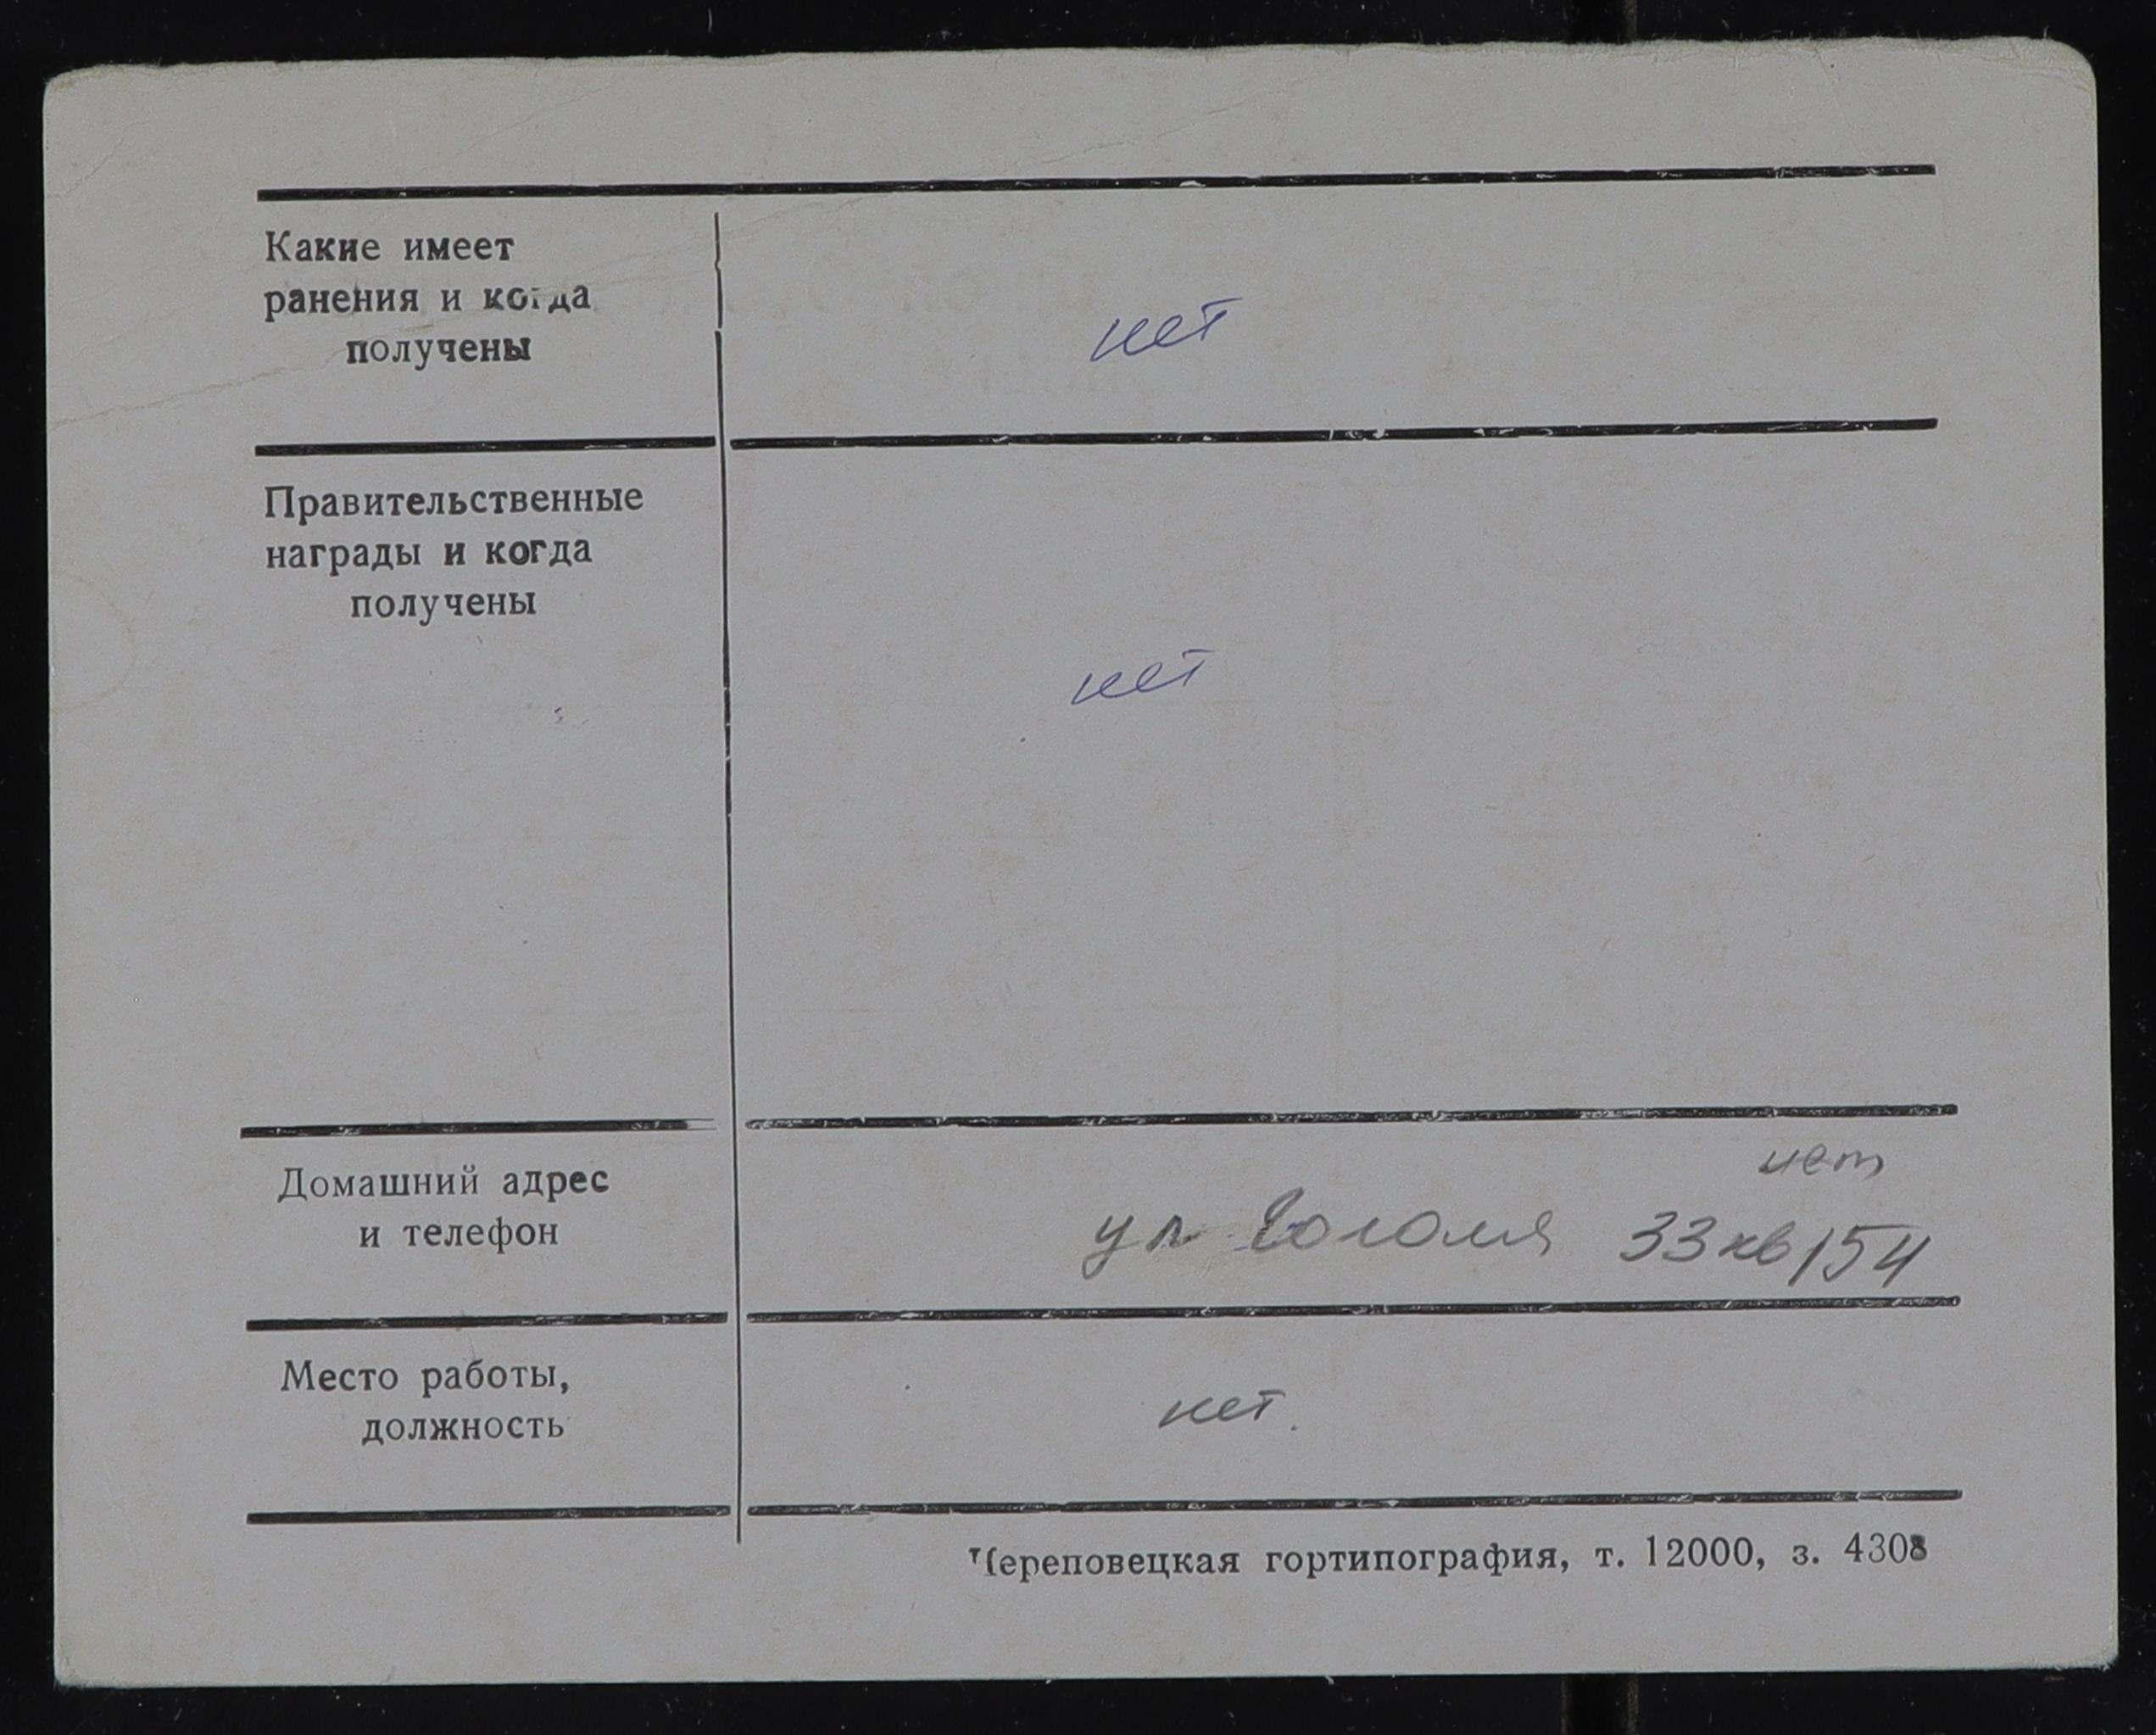 Какие имеет
ранения и когда
получены
нет
Правительственные
награды и когда
получены
нет
Домашний адрес
и телефон
нет
ул Гоголя 33 кв 154
Место работы,
должность
нет.
Череповецкая гортипография, т. 12000, з. 4308